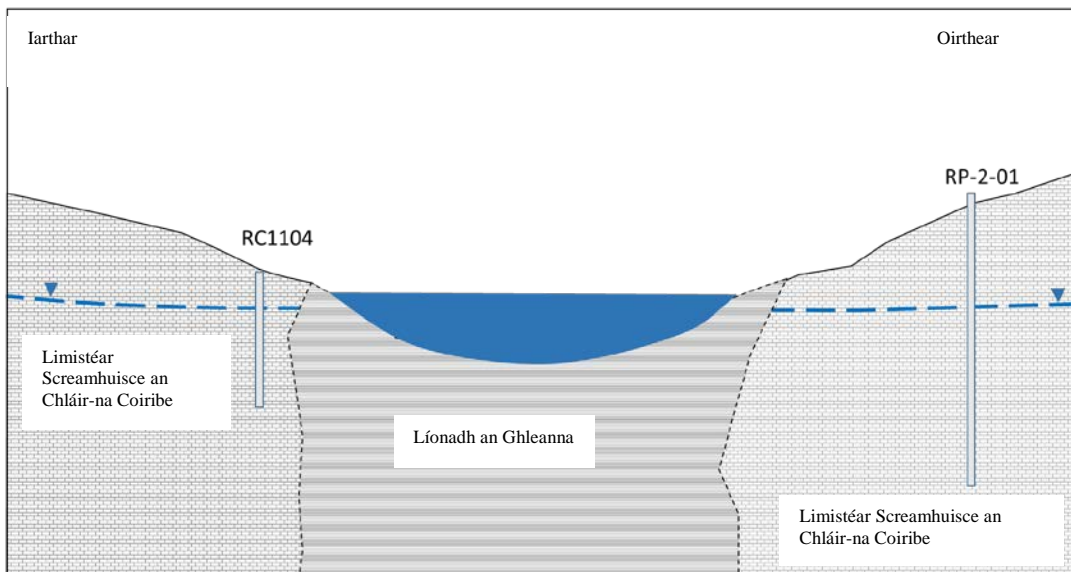 Iarthar
Oirthear
RP-2-01
RC1104
Limistéar
Screamhuisce an
Chláir-na Coiribe
Líonadh an Ghleanna
Limistéar Screamhuisce an
Chláir-na Coiribe